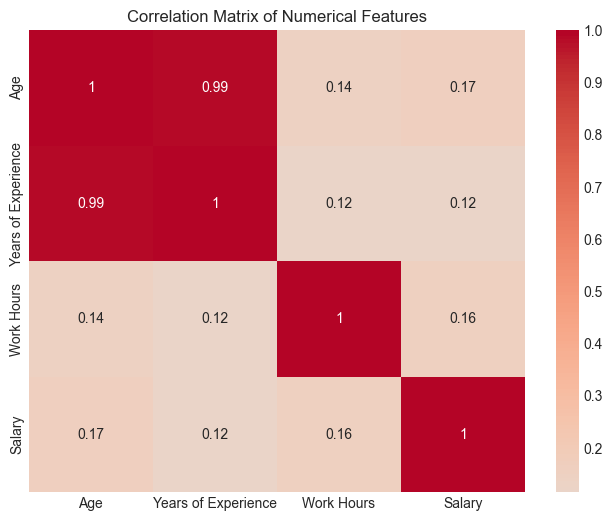 Correlation Matrix of Numerical Features
Age
1
0.99
0.14
0.17
Years of Experience
0.99
1
0.12
0.12
Work Hours
0.14
0.12
1
0.16
Salary
0.17
0.12
0.16
1
Age
Years of Experience
Work Hours
Salary
1.0
0.9
0.8
0.7
0.6
0.5
0.4
0.3
0.2